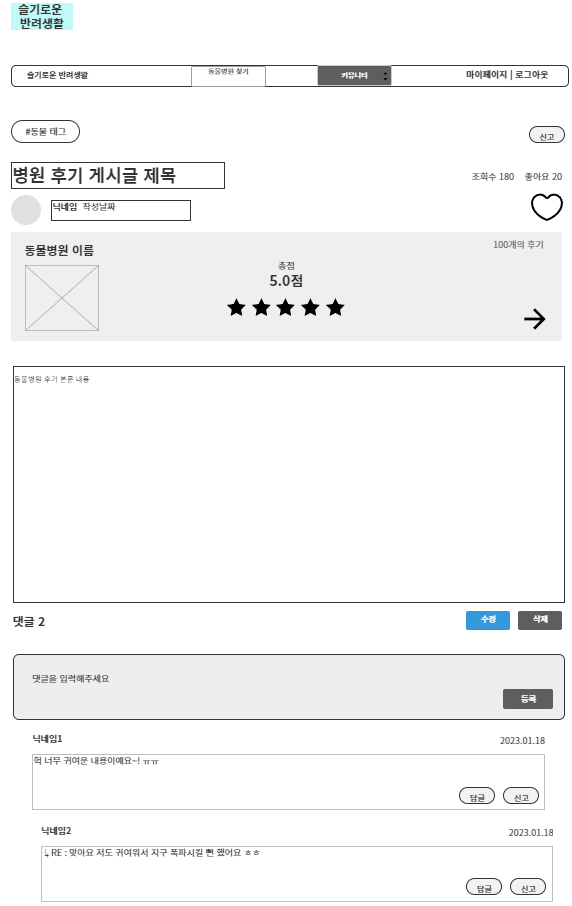 슬기로운
반려생활
슬기로운 반려생왈
동물병원 찾기
커뮤니티
마이페이지 | 로그아웃
#동물 태그
신고
병원 후기 게시글 제목
조회수 180 좋아요 20
닉네임 작성날짜
동물병원 이름
100개의 후기
총점
5.0점
동물병원 후기 본문 내용
댓글 2
수정
삭제
댓글을 입력해주세요
등록
닉네임1
2023.01.18
헉 너무 귀여운 내용이예요~! ㅠㅠ
답글
신고
닉네임2
2023.01.18
↳ RE : 맞아요 저도 귀여워서 지구 폭파시킬 뻔 했어요 ㅎㅎ
답글
신고